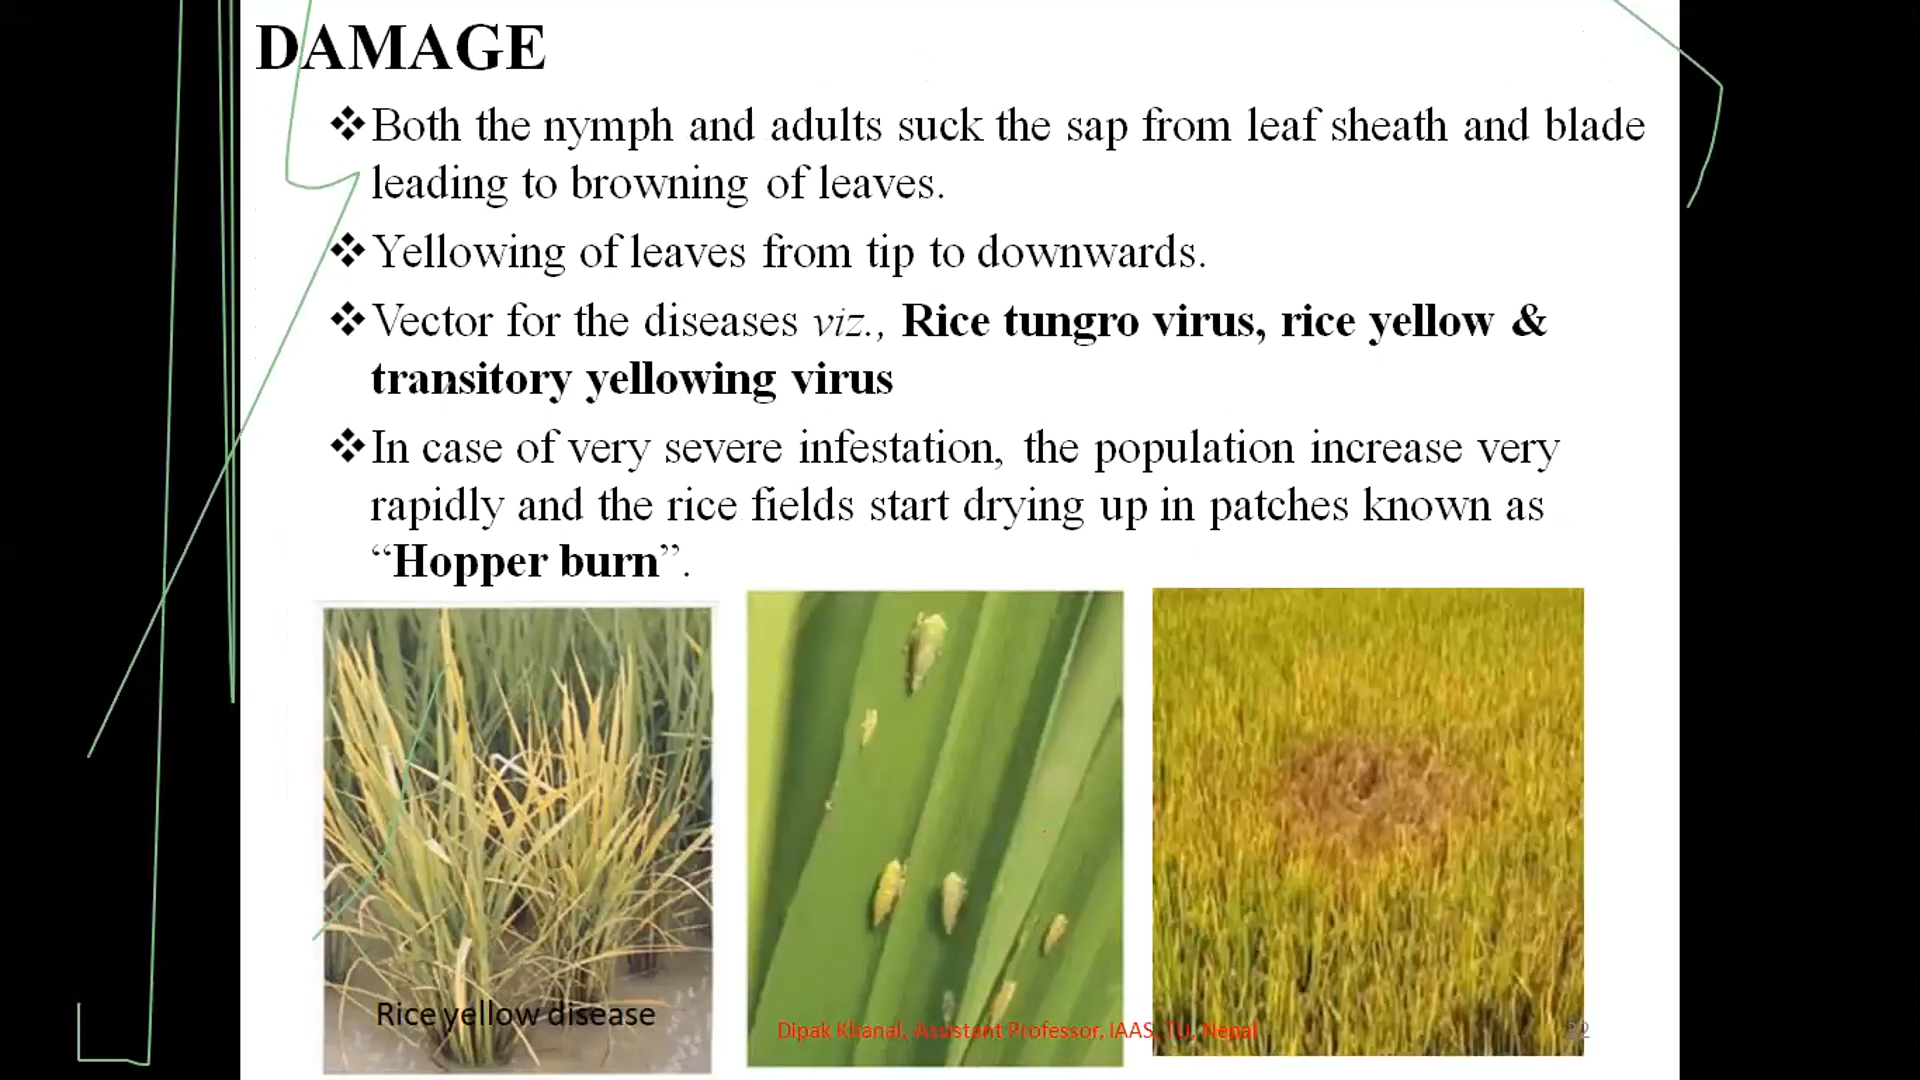 DAMAGE
❖Both the nymph and adults suck the sap from leaf sheath and blade
leading to browning of leaves.
❖Yellowing of leaves from tip to downwards.
❖Vector for the diseases viz., Rice tungro virus, rice yellow &
transitory yellowing virus
❖In case of very severe infestation, the population increase very
rapidly and the rice fields start drying up in patches known as
“Hopper burn”.
Rice yellow disease
Dipak Khanal, Assistant Professor, IAAS, TU, Nepal